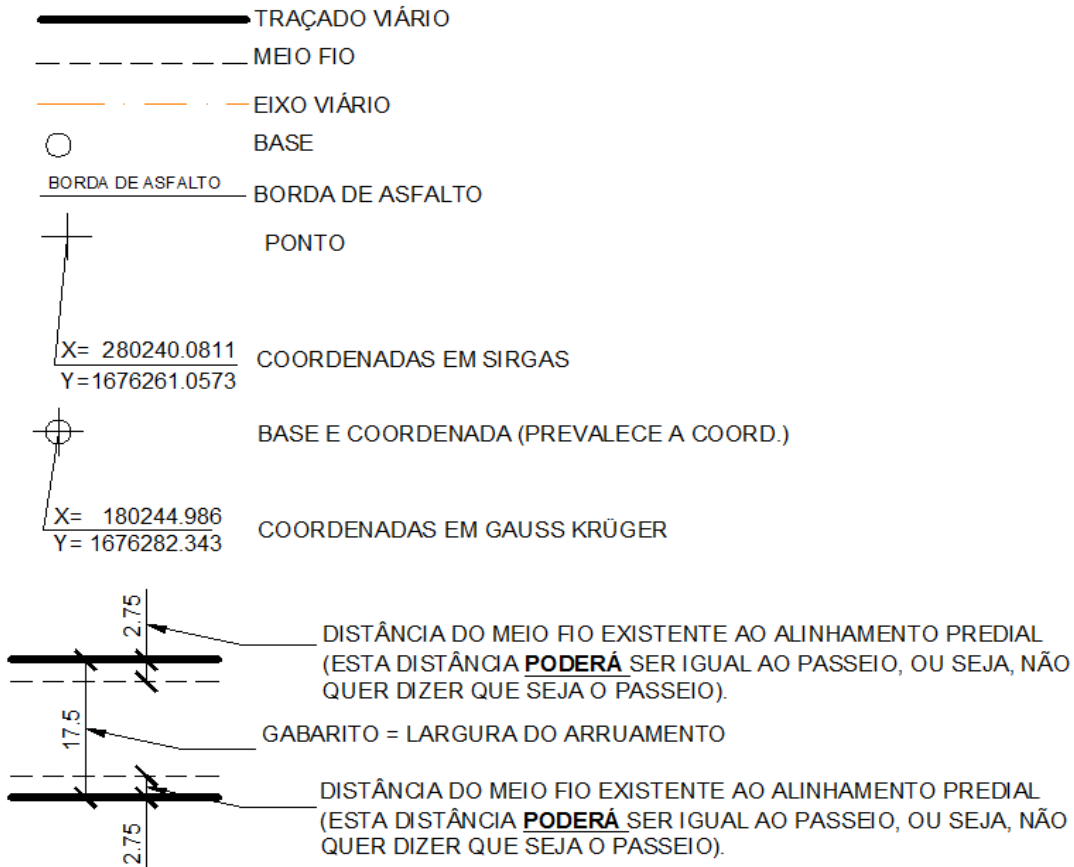 TRAÇADO VIÁRIO
MEIO FIO
EIXO VIÁRIO
BASE
BORDA DE ASFALTO
BORDA DE ASFALTO
PONTO
X= 280240.0811
Y=1676261.0573
COORDENADAS EM SIRGAS
BASE E COORDENADA (PREVALECE A COORD.)
X= 180244.986
Y= 1676282.343
COORDENADAS EM GAUSS KRÜGER
2.75
DISTÂNCIA DO MEIO FIO EXISTENTE AO ALINHAMENTO PREDIAL
(ESTA DISTÂNCIA PODERÁ SER IGUAL AO PASSEIO, OU SEJA, NÃO
QUER DIZER QUE SEJA O PASSEIO).
17.5
GABARITO = LARGURA DO ARRUAMENTO
2.75
DISTÂNCIA DO MEIO FIO EXISTENTE AO ALINHAMENTO PREDIAL
(ESTA DISTÂNCIA PODERÁ SER IGUAL AO PASSEIO, OU SEJA, NÃO
QUER DIZER QUE SEJA O PASSEIO).